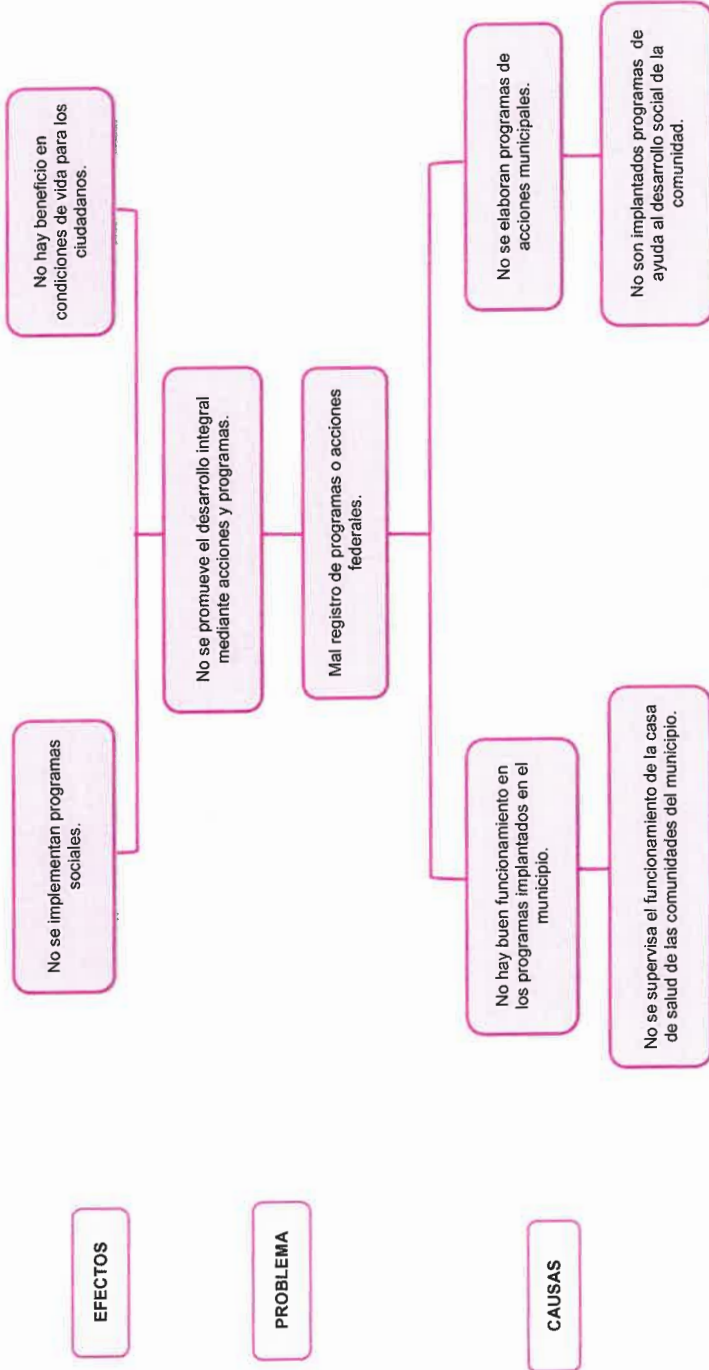 EFECTOS
No se implementan programas
sociales.
No hay beneficio en
condiciones de vida para los
ciudadanos.
PROBLEMA
No se promueve el desarrollo integral
mediante acciones y programas.
Mal registro de programas o acciones
federales.
CAUSAS
No hay buen funcionamiento en
los programas implantados en el
municipio.
No se elaboran programas de
acciones municipales.
No se supervisa el funcionamiento de la casa
de salud de las comunidades del municipio.
No son implantados programas de
ayuda al desarrollo social de la
comunidad.